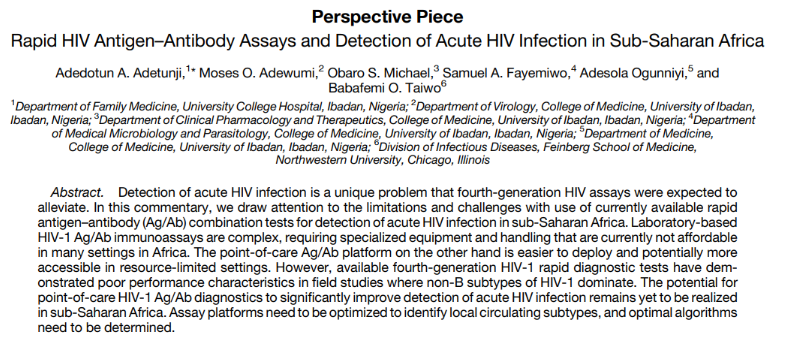 Perspective Piece
Rapid HIV Antigen–Antibody Assays and Detection of Acute HIV Infection in Sub-Saharan Africa
Adedotun A. Adetunji,1* Moses O. Adewumi,2 Obaro S. Michael,3 Samuel A. Fayemiwo,4 Adesola Ogunniyi,5 and
Babafemi O. Taiwo6
1Department of Family Medicine, University College Hospital, Ibadan, Nigeria; 2Department of Virology, College of Medicine, University of Ibadan,
Ibadan, Nigeria; 3Department of Clinical Pharmacology and Therapeutics, College of Medicine, University of Ibadan, Ibadan, Nigeria; 4Department
of Medical Microbiology and Parasitology, College of Medicine, University of Ibadan, Ibadan, Nigeria; 5Department of Medicine,
College of Medicine, University of Ibadan, Ibadan, Nigeria; 6Division of Infectious Diseases, Feinberg School of Medicine,
Northwestern University, Chicago, Illinois
Abstract. Detection of acute HIV infection is a unique problem that fourth-generation HIV assays were expected to
alleviate. In this commentary, we draw attention to the limitations and challenges with use of currently available rapid
antigen–antibody (Ag/Ab) combination tests for detection of acute HIV infection in sub-Saharan Africa. Laboratory-based
HIV-1 Ag/Ab immunoassays are complex, requiring specialized equipment and handling that are currently not affordable
in many settings in Africa. The point-of-care Ag/Ab platform on the other hand is easier to deploy and potentially more
accessible in resource-limited settings. However, available fourth-generation HIV-1 rapid diagnostic tests have dem-
onstrated poor performance characteristics in field studies where non-B subtypes of HIV-1 dominate. The potential for
point-of-care HIV-1 Ag/Ab diagnostics to significantly improve detection of acute HIV infection remains yet to be realized
in sub-Saharan Africa. Assay platforms need to be optimized to identify local circulating subtypes, and optimal algorithms
need to be determined.